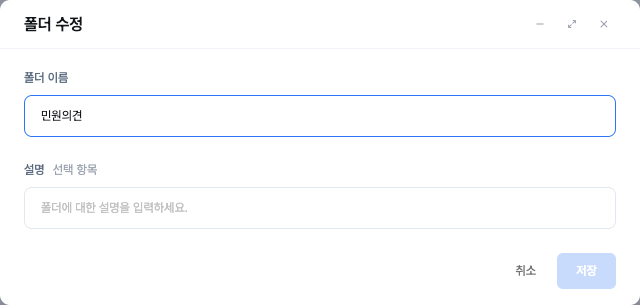 폴더 수정
폴더 이름
민원의견
설명 선택 항목
폴더에 대한 설명을 입력하세요.
취소 저장